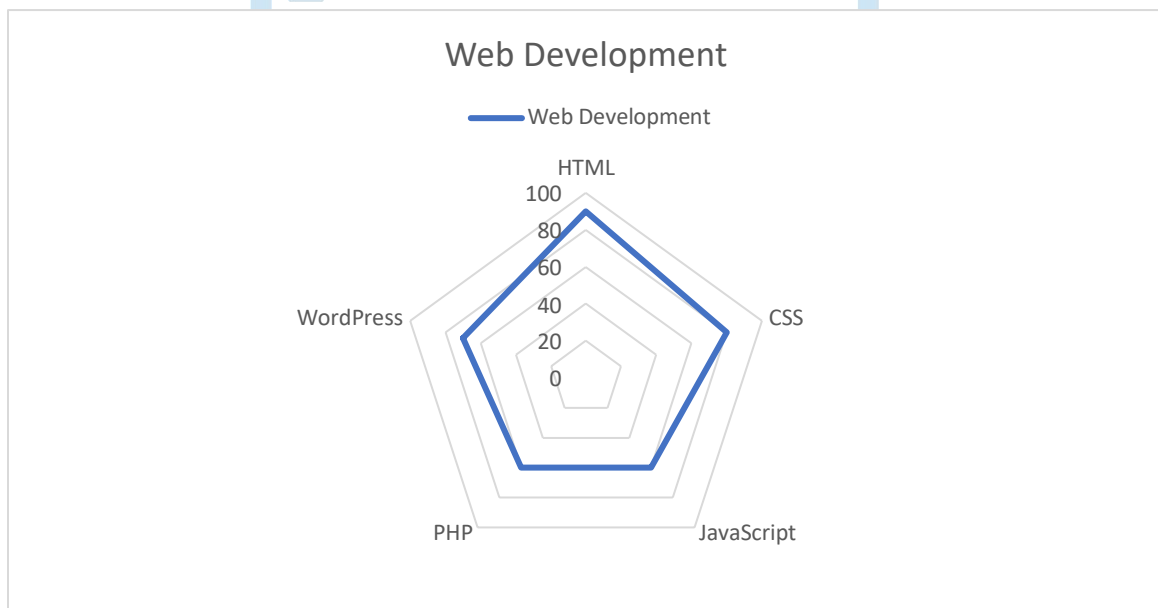 Web Development
Web Development
HTML
100
80
60
40
20
0
WordPress
CSS
PHP
JavaScript